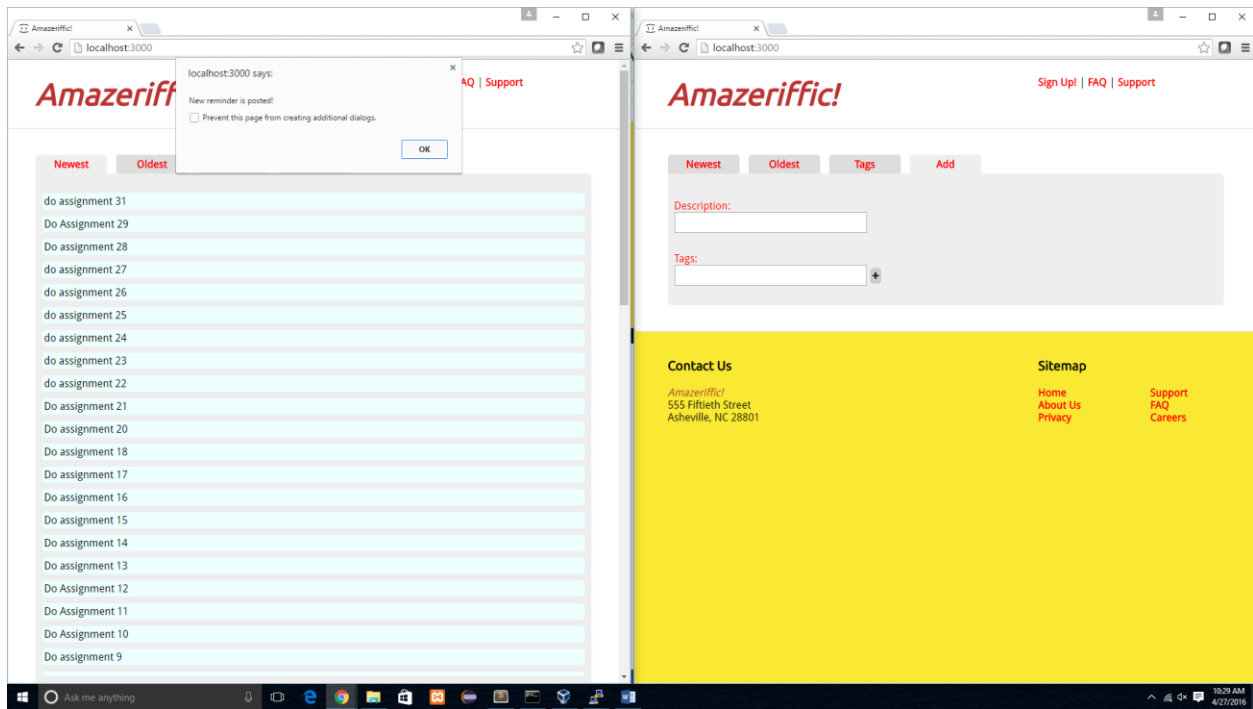 Amazeriffic!
localhost:3000
Amazeriff
AQ | Support
localhost:3000 says:
New reminder is posted!
Prevent this page from creating additional dialogs.
OK
Newest
Oldest
do assignment 31
Do Assignment 29
Do assignment 28
do assignment 27
do assignment 26
do assignment 25
do assignment 24
do assignment 23
do assignment 22
Do assignment 21
Do assignment 20
Do assignment 18
Do assignment 17
Do assignment 16
Do assignment 15
Do assignment 14
Do assignment 13
Do Assignment 12
Do Assignment 11
Do Assignment 10
Do assignment 9
Amazeriffic!
localhost:3000
Amazeriffic!
Sign Up! | FAQ | Support
Newest Oldest Tags Add
Description:
Tags:
+
Contact Us
Amazeriffic!
555 Fiftieth Street
Asheville, NC 28801
Sitemap
Home Support
About Us FAQ
Privacy Careers
Ask me anything
10:29 AM
4/27/2016